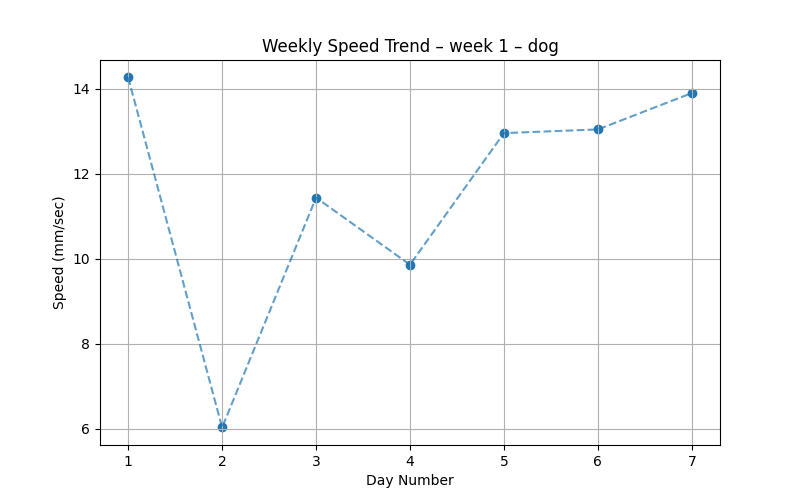 Weekly Speed Trend – week 1 – dog
Speed (mm/sec)
14
12
10
8
6
1 2 3 4 5 6 7
Day Number